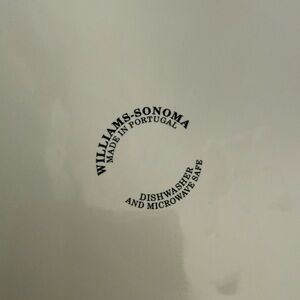 WILLIAMS-SONOMA
MADE IN PORTUGAL
DISHWASHER
AND MICROWAVE SAFE